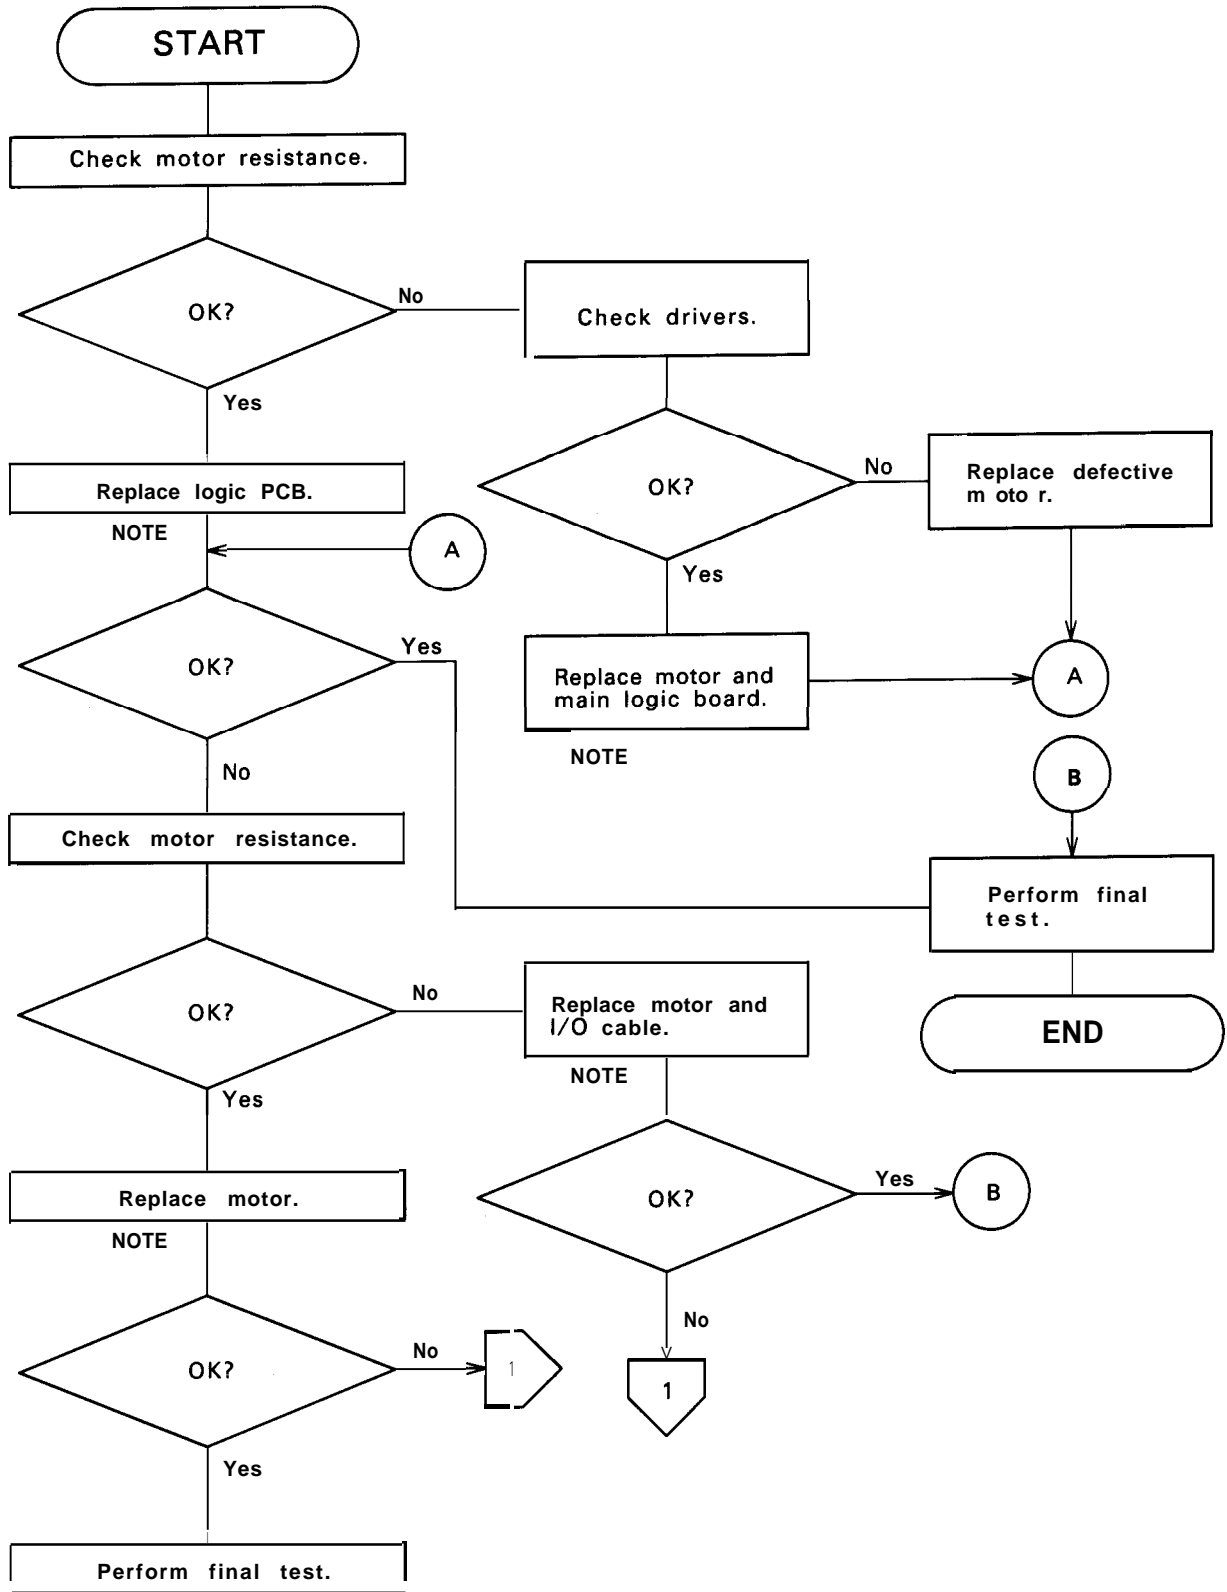 START
Check motor resistance.
OK?
No
Yes
Check drivers.
OK?
No
Yes
Replace defective
m oto r.
Replace logic PCB.
NOTE
A
OK?
Yes
No
Replace motor and
main logic board.
NOTE
A
B
Perform final
test.
END
Check motor resistance.
OK?
No
Yes
Replace motor and
I/O cable.
NOTE
OK?
Yes
B
No
1
Replace motor.
NOTE
OK?
No
1
Yes
Perform final test.